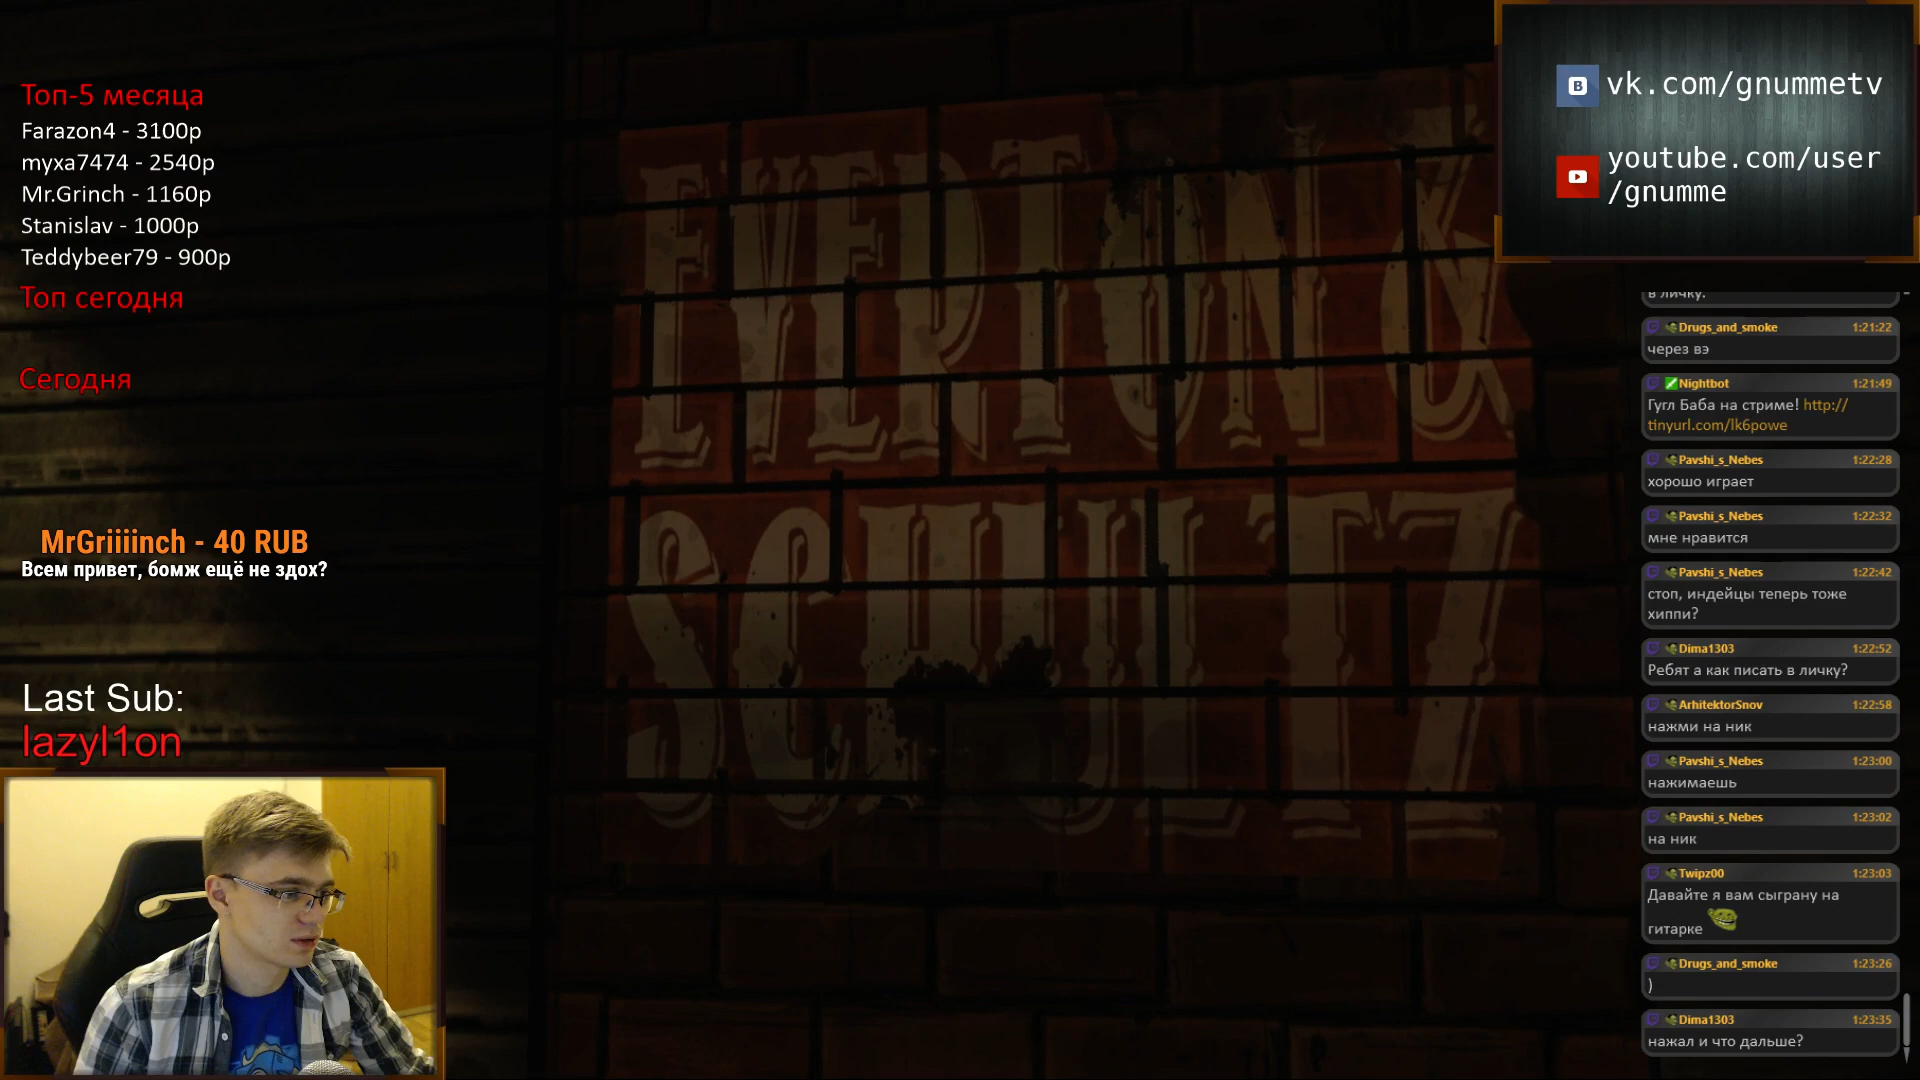 Топ-5 месяца
Farazon4 - 3100р
myxa7474 - 2540р
Mr.Grinch - 1160р
Stanislav - 1000р
Teddybeer79 - 900р
Топ сегодня
Сегодня
MrGriiiinch - 40 RUB
Всем привет, бомж ещё не здох?
Last Sub:
lazyl1on
EVERTON &
SCHULTZ
vk.com/gnummetv
youtube.com/user
/gnumme
в личку.
Drugs_and_smoke 1:21:22
через вэ
Nightbot 1:21:49
Гугл Баба на стриме! http://
tinyurl.com/lk6powe
Pavshi_s_Nebes 1:22:28
хорошо играет
Pavshi_s_Nebes 1:22:32
мне нравится
Pavshi_s_Nebes 1:22:42
стоп, индейцы теперь тоже
хиппи?
Dima1303 1:22:52
Ребят а как писать в личку?
ArhitektorSnov 1:22:58
нажми на ник
Pavshi_s_Nebes 1:23:00
нажимаешь
Pavshi_s_Nebes 1:23:02
на ник
Twipz00 1:23:03
Давайте я вам сыграну на
гитарке
Drugs_and_smoke 1:23:26
)
Dima1303 1:23:35
нажал и что дальше?